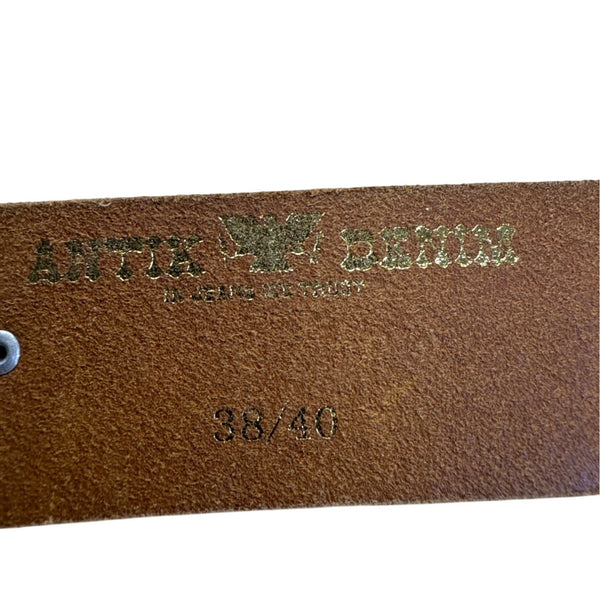 ANTIK DENIM
IN JEANS WE TRUST
38/40